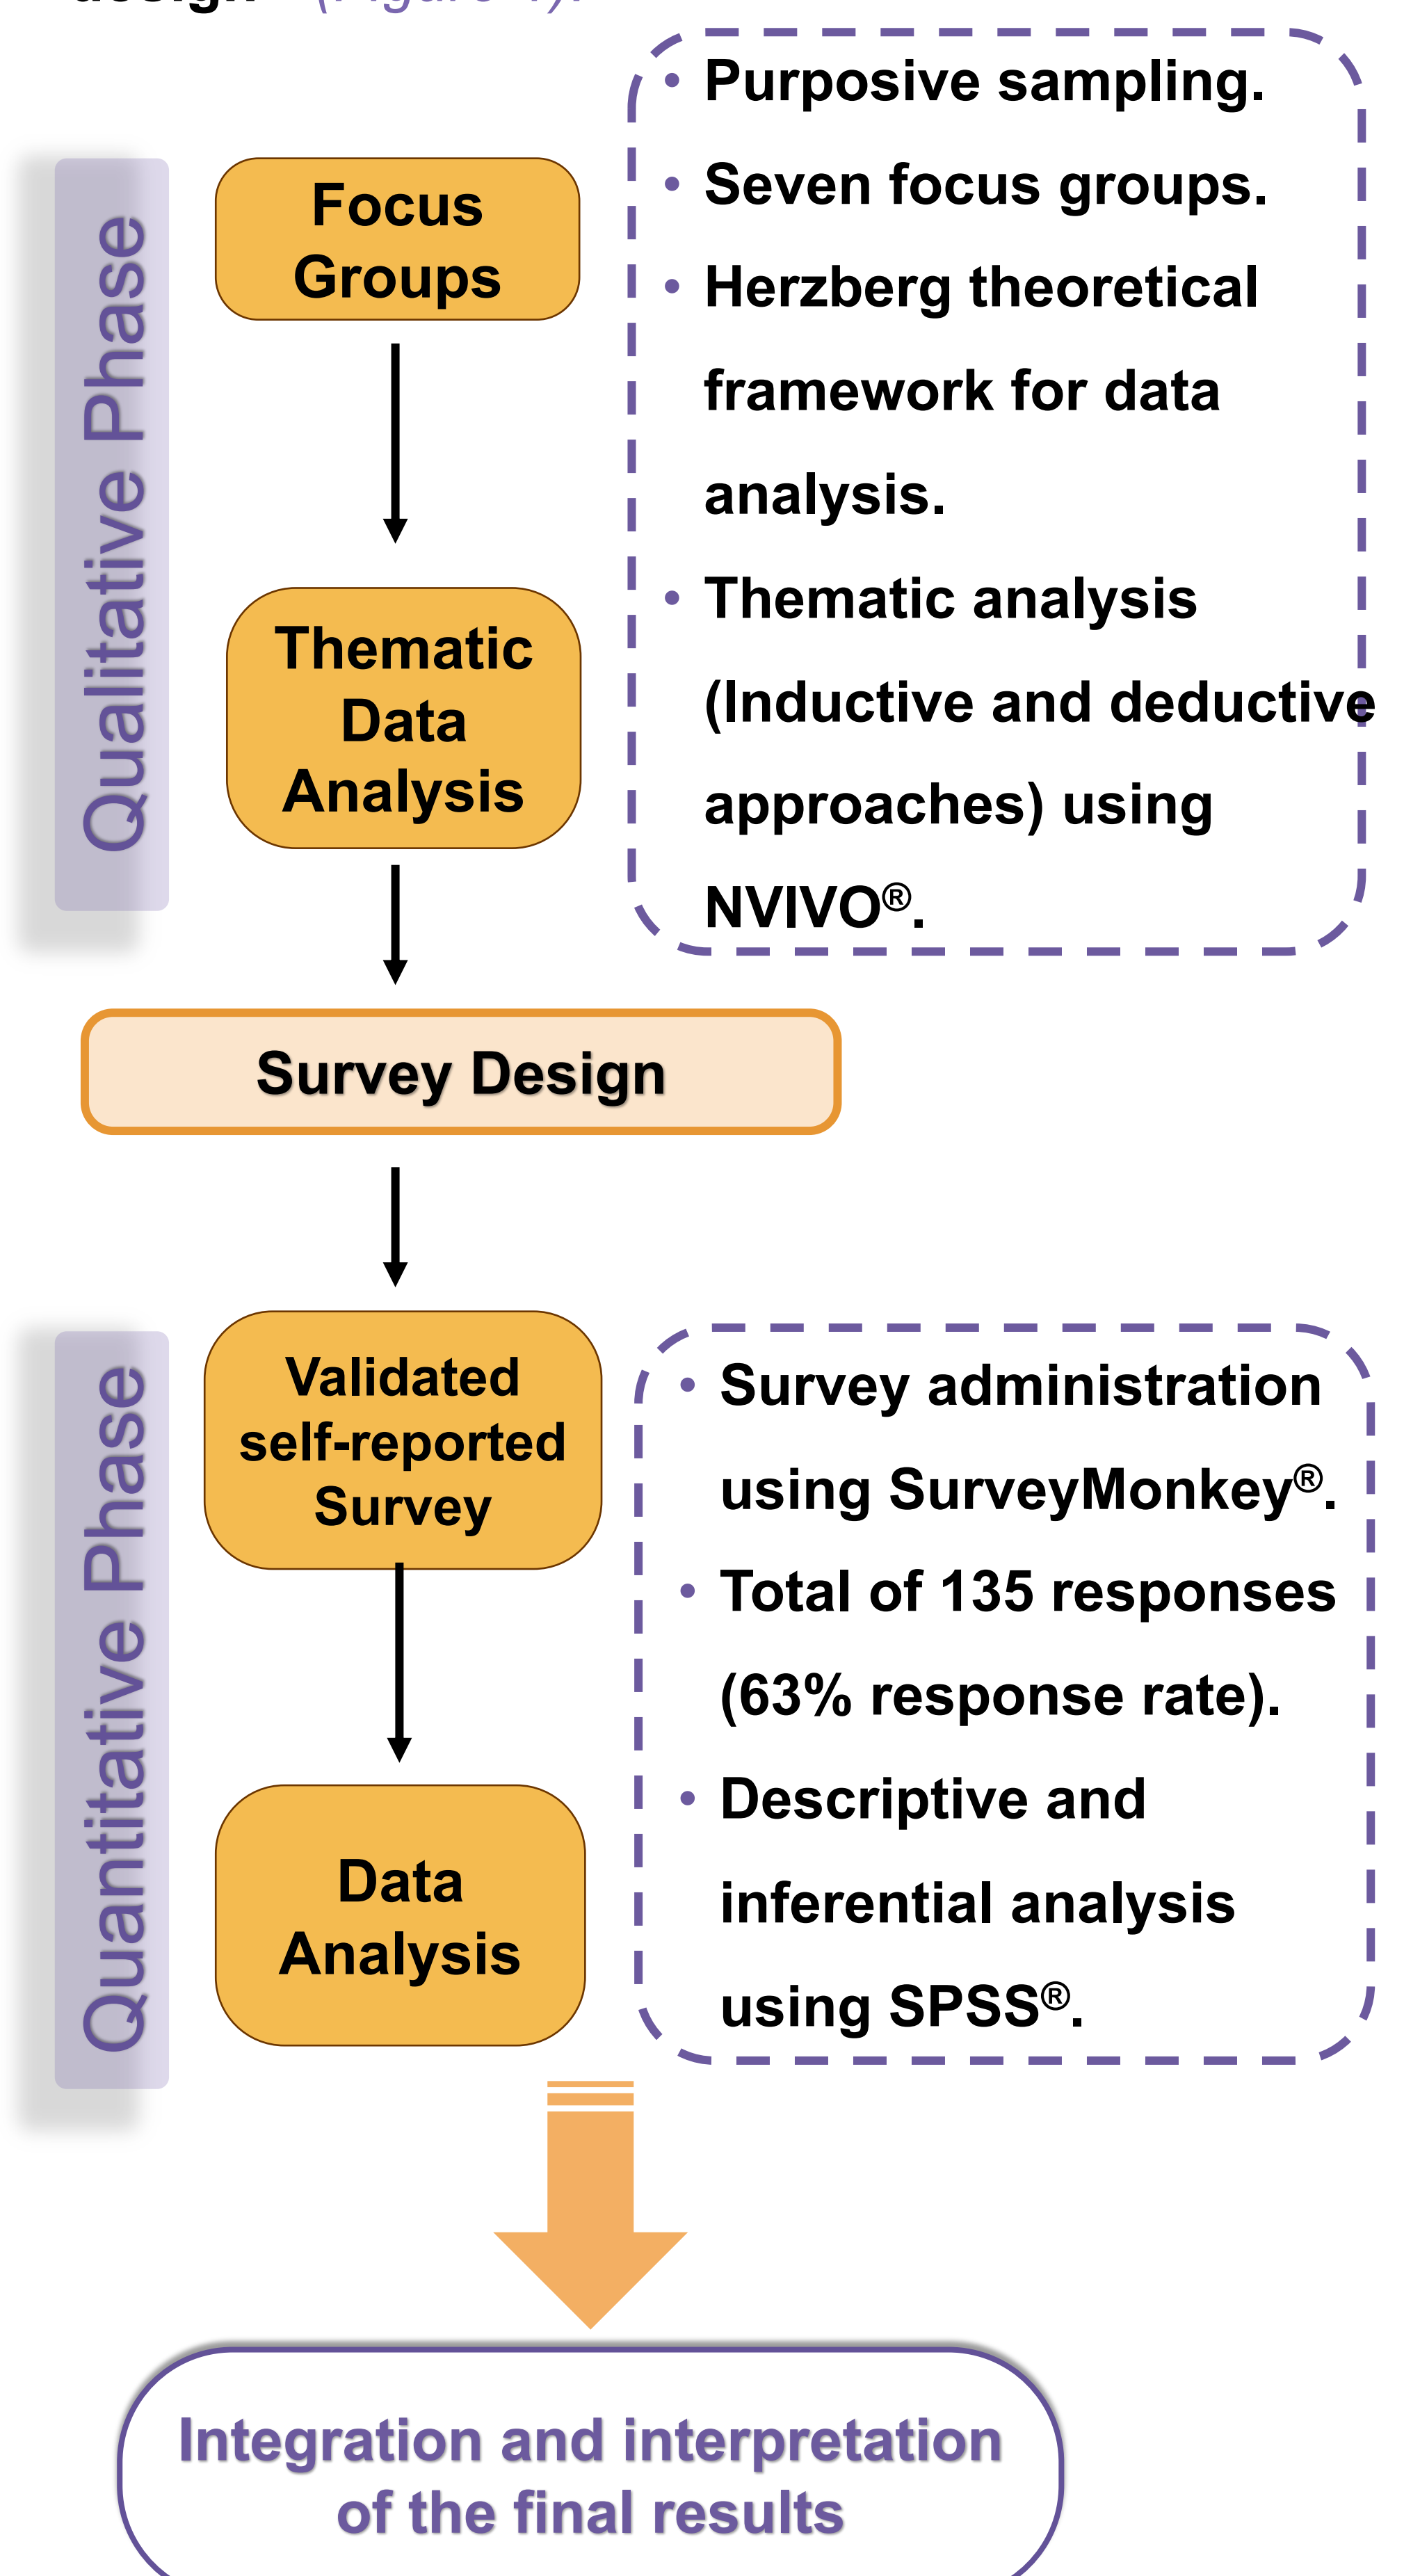 design (Figure 1).
Qualitative Phase
Focus
Groups
Thematic
Data
Analysis
• Purposive sampling.
• Seven focus groups.
• Herzberg theoretical
framework for data
analysis.
• Thematic analysis
(Inductive and deductive
approaches) using
NVIVO®.
Survey Design
Quantitative Phase
Validated
self-reported
Survey
Data
Analysis
• Survey administration
using SurveyMonkey®.
• Total of 135 responses
(63% response rate).
• Descriptive and
inferential analysis
using SPSS®.
Integration and interpretation
of the final results